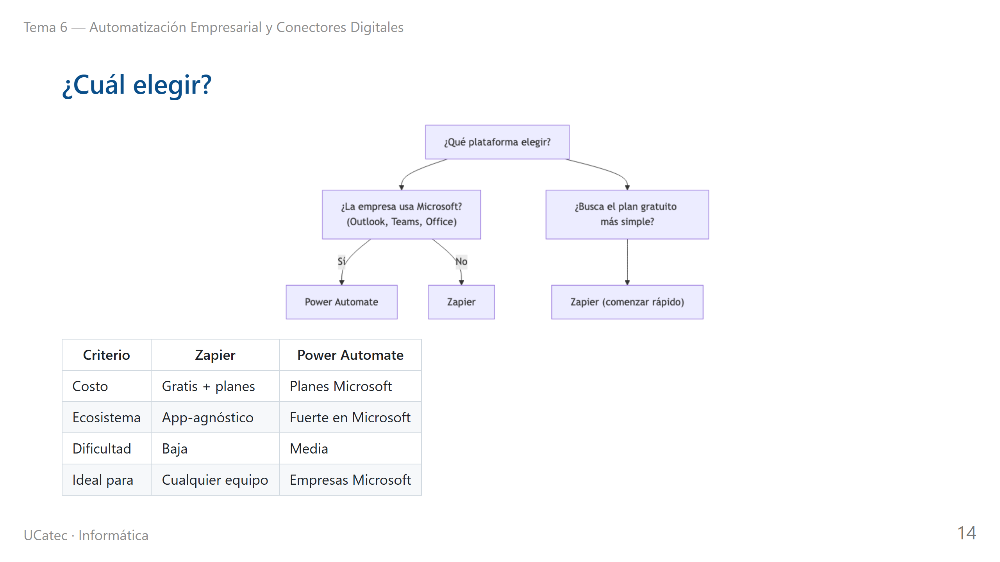 Tema 6 — Automatización Empresarial y Conectores Digitales
¿Cuál elegir?
¿Qué plataforma elegir?
¿La empresa usa Microsoft?
(Outlook, Teams, Office)
¿Busca el plan gratuito
más simple?
Sí
No
Power Automate
Zapier
Zapier (comenzar rápido)
Criterio Zapier Power Automate
Costo Gratis + planes Planes Microsoft
Ecosistema App-agnóstico Fuerte en Microsoft
Dificultad Baja Media
Ideal para Cualquier equipo Empresas Microsoft
UCatec · Informática
14